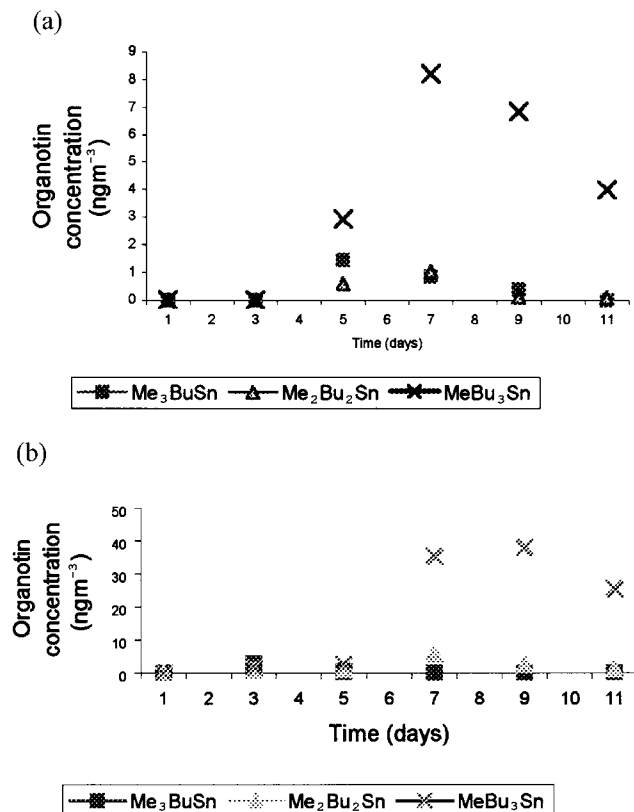 (a)
Organotin
concentration
(ngm⁻³)
9
8
7
6
5
4
3
2
1
0
1 2 3 4 5 6 7 8 9 10 11
Time (days)
Me₃BuSn Me₂Bu₂Sn MeBu₃Sn
(b)
Organotin
concentration
(ngm⁻³)
50
40
30
20
10
0
1 2 3 4 5 6 7 8 9 10 11
Time (days)
Me₃BuSn Me₂Bu₂Sn MeBu₃Sn